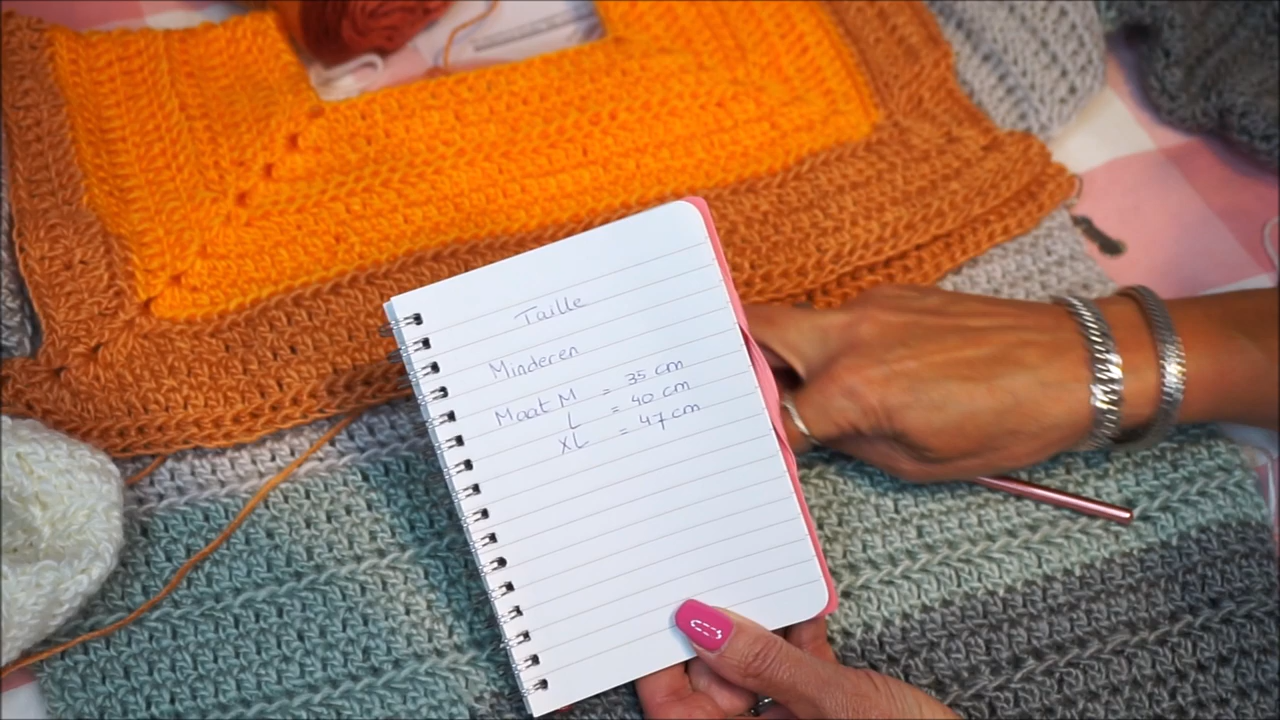 Taille
Minderen
Maat M = 35 cm
L = 40 cm
XL = 47 cm